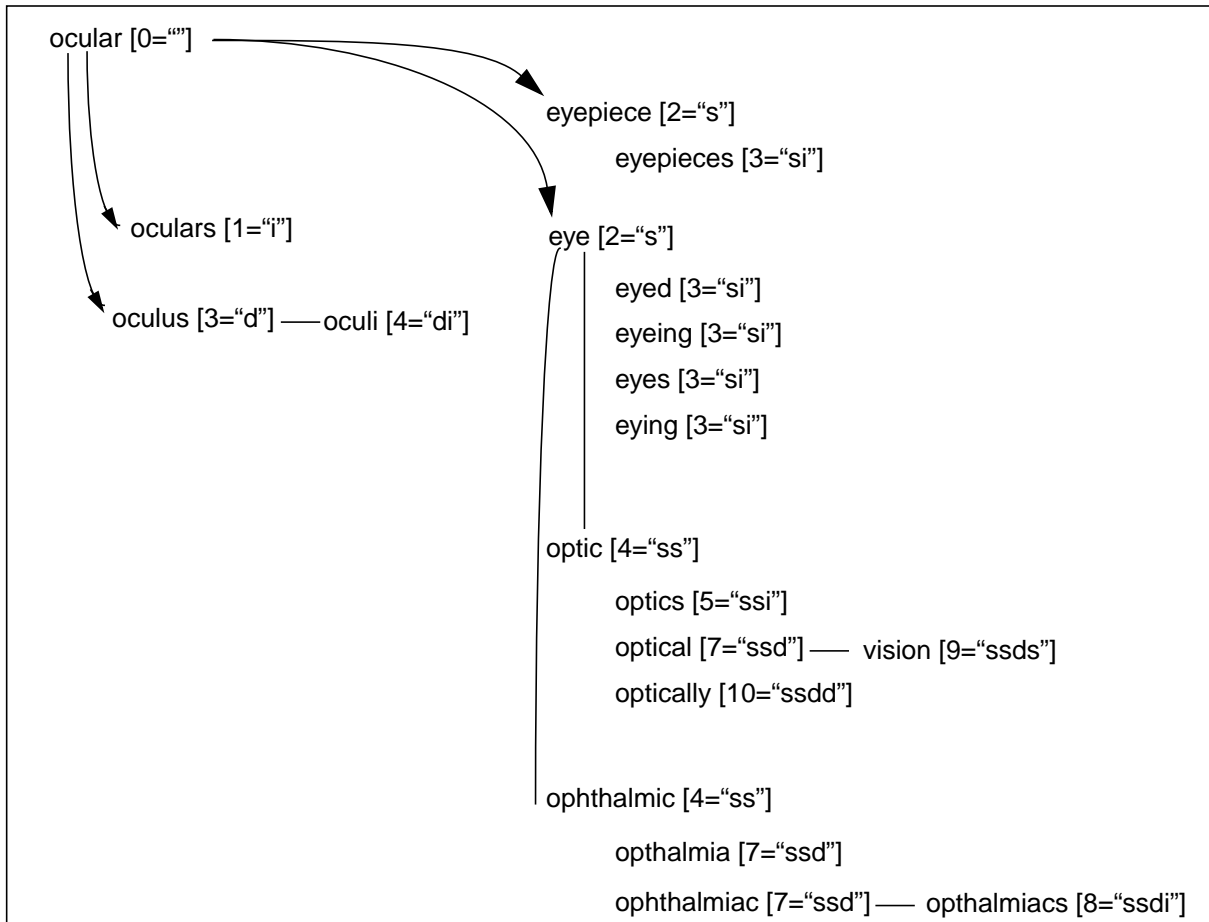 ocular [0=“”]
eyepiece [2=“s”]
eyepieces [3=“si”]
oculars [1=“i”]
eye [2=“s”]
eyed [3=“si”]
oculus [3=“d”] oculi [4=“di”]
eyeing [3=“si”]
eyes [3=“si”]
eying [3=“si”]
optic [4=“ss”]
optics [5=“ssi”]
optical [7=“ssd”] vision [9=“ssds”]
optically [10=“ssdd”]
ophthalmic [4=“ss”]
opthalmia [7=“ssd”]
ophthalmiac [7=“ssd”] opthalmiacs [8=“ssdi”]